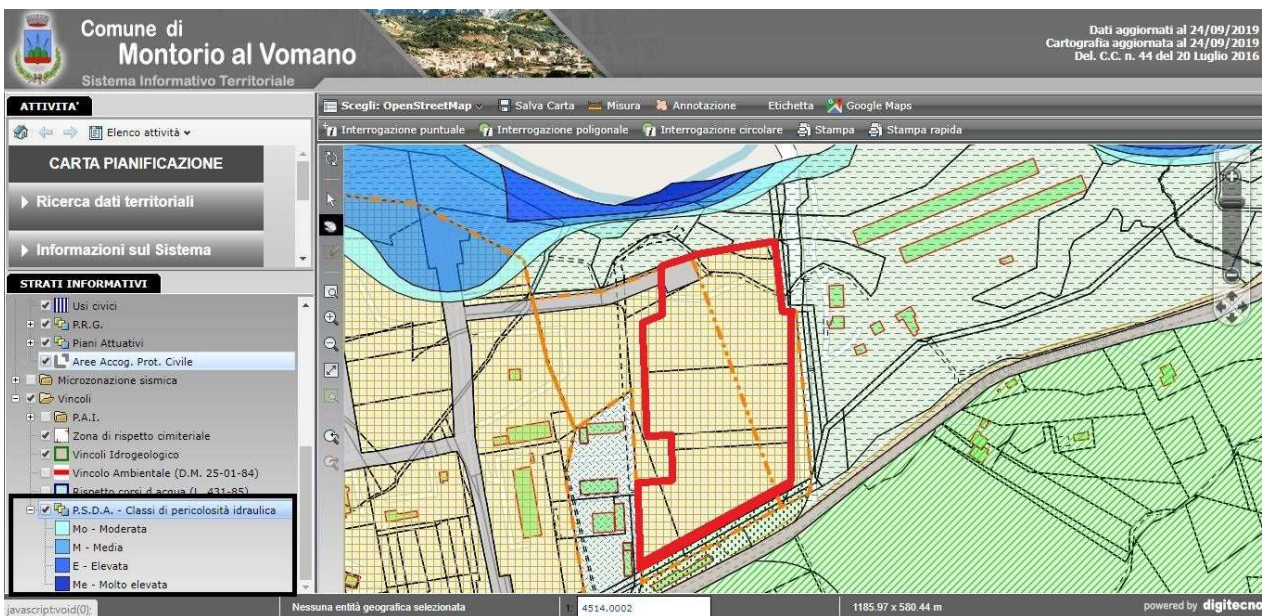 Comune di
Montorio al Vomano
Sistema Informativo Territoriale
Dati aggiornati al 24/09/2019
Cartografia aggiornata al 24/09/2019
Del. C.C. n. 44 del 20 Luglio 2016
ATTIVITA'
Elenco attività
CARTA PIANIFICAZIONE
Ricerca dati territoriali
Informazioni sul Sistema
Scegli: OpenStreetMap Salva Carta Misura Annotazione Etichetta Google Maps
Interrogazione puntuale Interrogazione poligonale Interrogazione circolare Stampa Stampa rapida
STRATI INFORMATIVI
Usi civici
P.R.G.
Piani Attuativi
Aree Accog. Prot. Civile
Microzonazione sismica
Vincoli
P.A.I.
Zona di rispetto cimiteriale
Vincoli Idrogeologico
Vincolo Ambientale (D.M. 25-01-84)
Rispetto corsi d acqua (L. 431-85)
P.S.D.A. - Classi di pericolosità idraulica
Mo - Moderata
M - Media
E - Elevata
Me - Molto elevata
javascript:void(0);
Nessuna entità geografica selezionata
1: 4514.0002
1185.97 x 580.44 m
powered by digitecno